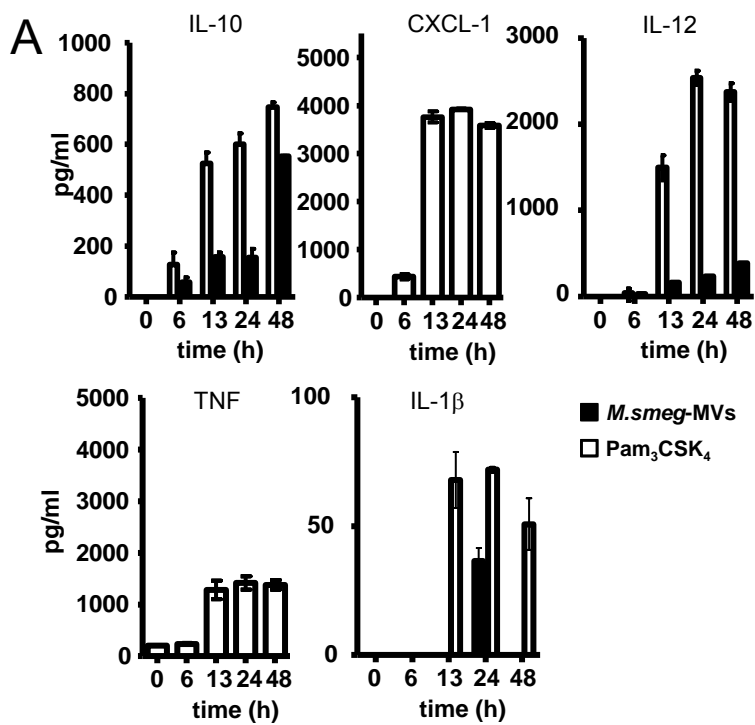 A
IL-10
1000
800
600
400
200
0
pg/ml
0 6 13 24 48
time (h)
CXCL-1
5000
4000
3000
2000
1000
0
0 6 13 24 48
time (h)
IL-12
3000
2000
1000
0
0 6 13 24 48
time (h)
TNF
5000
4000
3000
2000
1000
0
pg/ml
0 6 13 24 48
time (h)
IL-1β
100
50
0
0 6 13 24 48
time (h)
M.smeg-MVs
Pam₃CSK₄